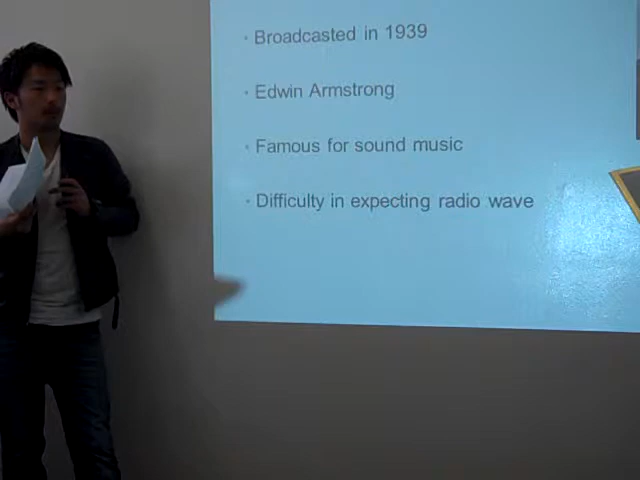 · Broadcasted in 1939
· Edwin Armstrong
· Famous for sound music
· Difficulty in expecting radio wave